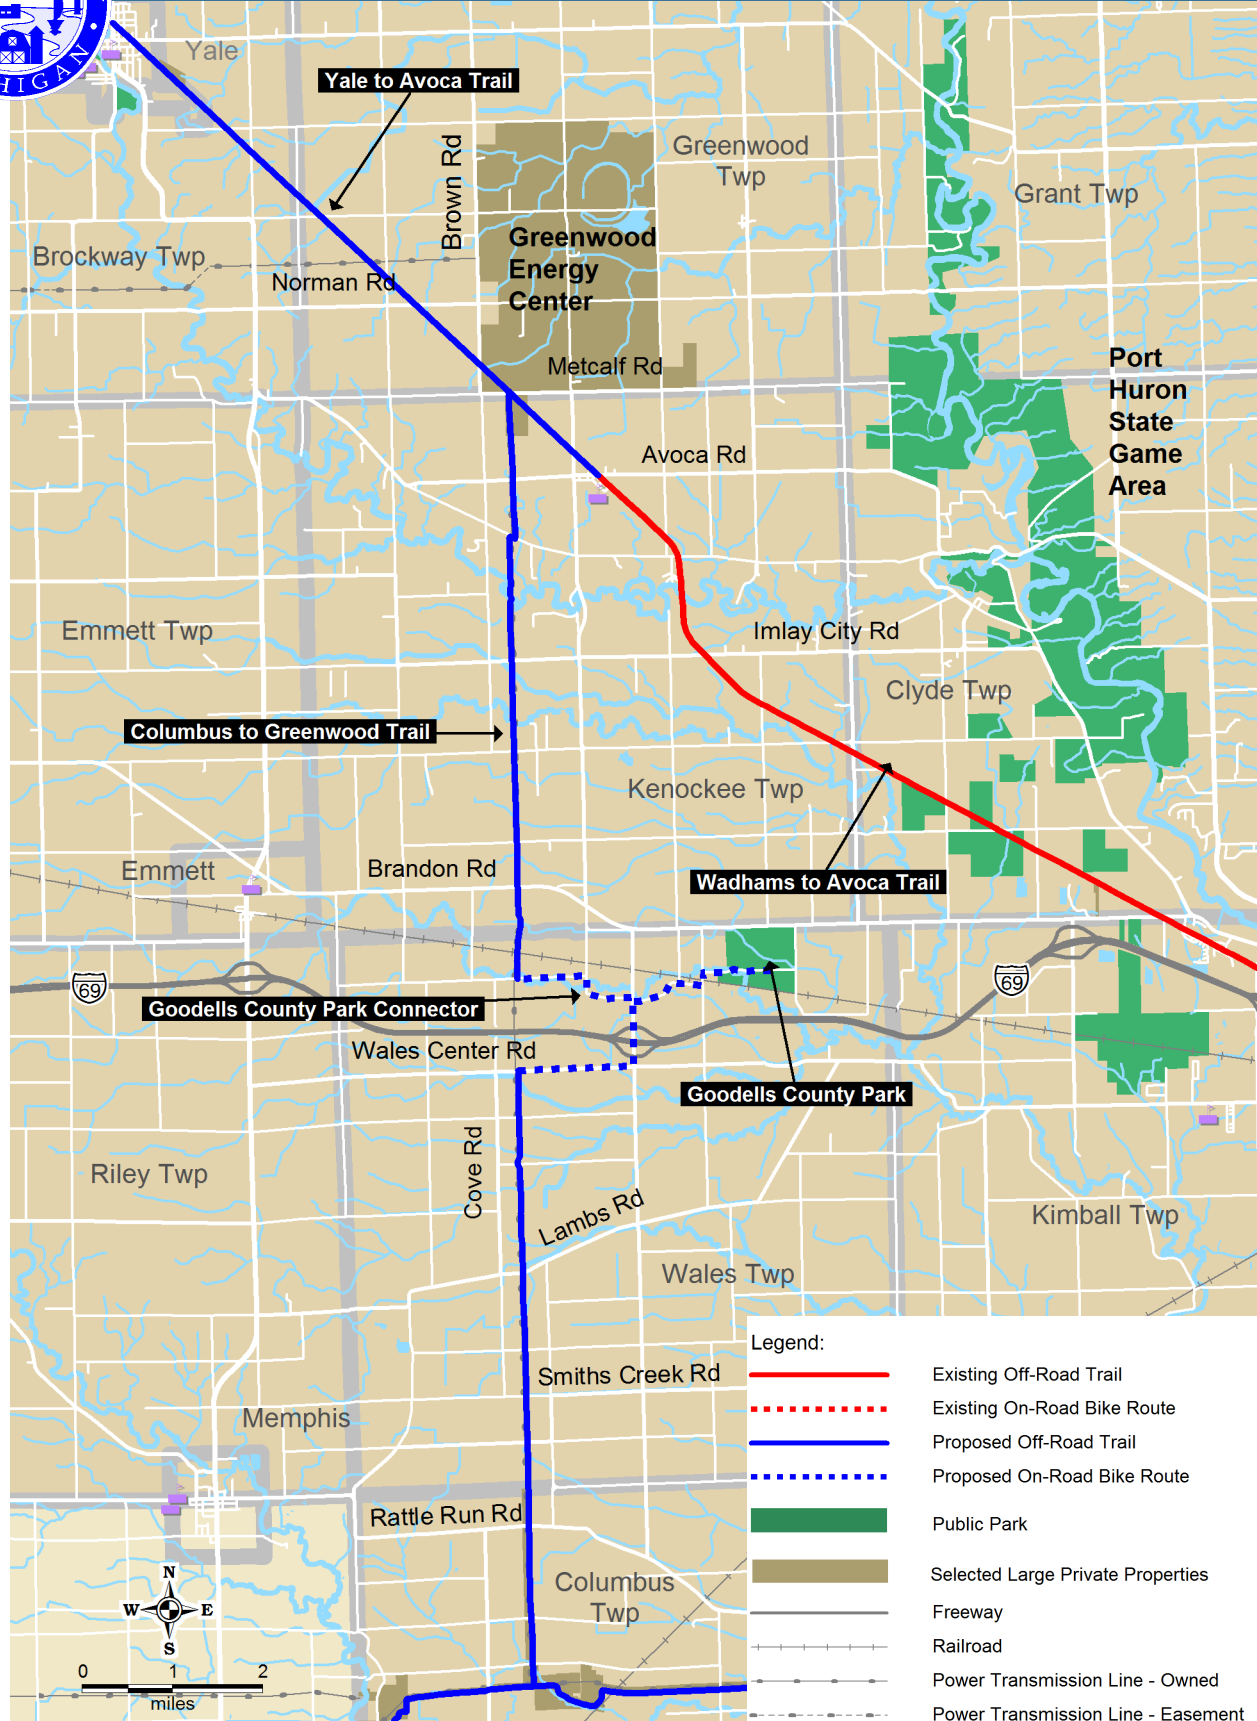 HIGAN
Yale
Yale to Avoca Trail
Brown Rd
Greenwood
Twp
Grant Twp
Brockway Twp
Greenwood
Energy
Center
Norman Rd
Metcalf Rd
Port
Huron
State
Game
Area
Avoca Rd
Emmett Twp
Imlay City Rd
Clyde Twp
Columbus to Greenwood Trail
Kenockee Twp
Emmett
Brandon Rd
Wadhams to Avoca Trail
69
69
Goodells County Park Connector
Wales Center Rd
Goodells County Park
Cove Rd
Riley Twp
Lambs Rd
Kimball Twp
Wales Twp
Smiths Creek Rd
Memphis
Rattle Run Rd
Columbus
Twp
N
W E
S
0 1 2
miles
Legend:
Existing Off-Road Trail
Existing On-Road Bike Route
Proposed Off-Road Trail
Proposed On-Road Bike Route
Public Park
Selected Large Private Properties
Freeway
Railroad
Power Transmission Line - Owned
Power Transmission Line - Easement